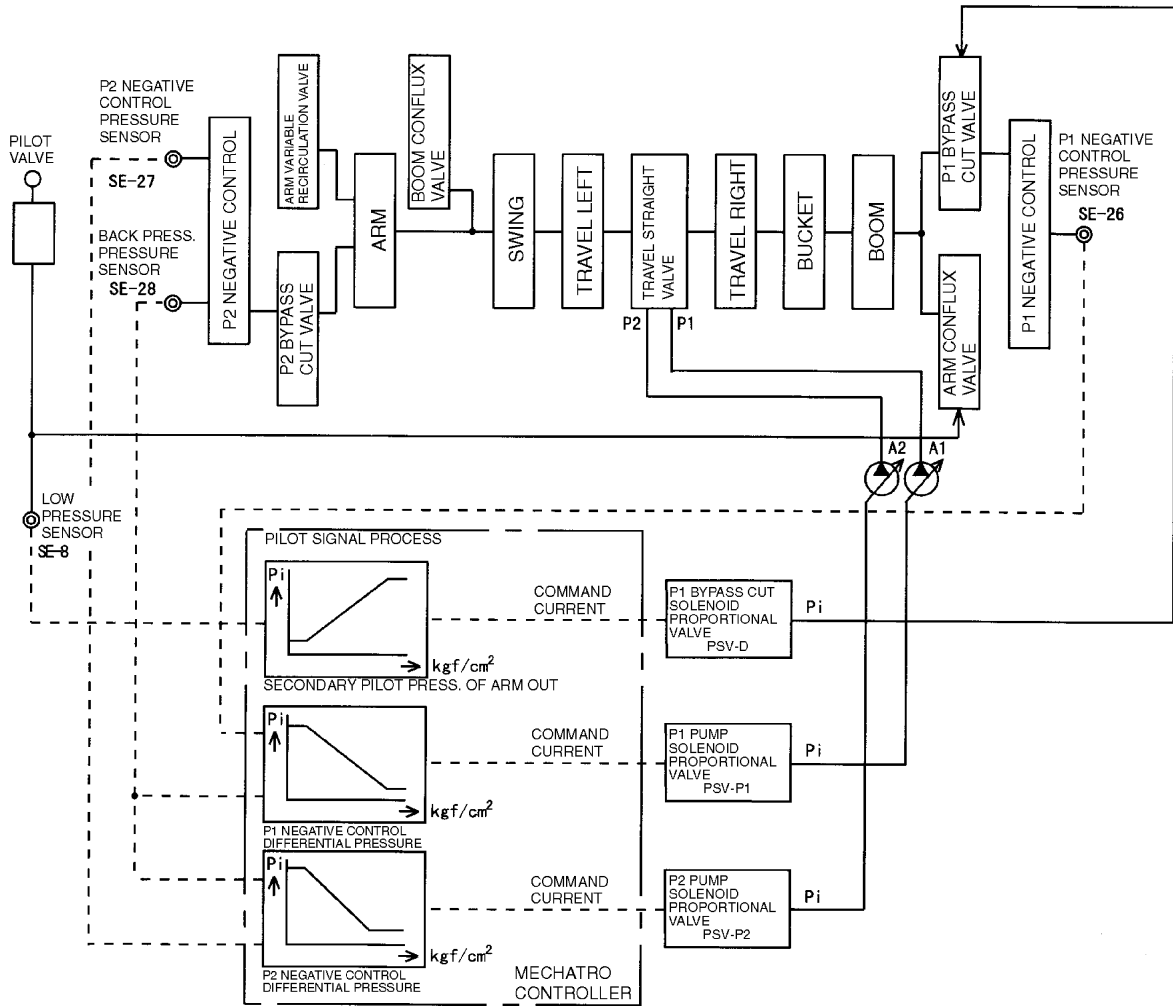 P2 NEGATIVE
CONTROL
PRESSURE
SENSOR
SE-27
PILOT
VALVE
BACK PRESS.
PRESSURE
SENSOR
SE-28
P2 NEGATIVE CONTROL
ARM VARIABLE
RECIRCULATION VALVE
P2 BYPASS
CUT VALVE
ARM
BOOM CONFLUX
VALVE
SWING
TRAVEL LEFT
TRAVEL STRAIGHT
VALVE
P2
P1
TRAVEL RIGHT
BUCKET
BOOM
P1 BYPASS
CUT VALVE
ARM CONFLUX
VALVE
P1 NEGATIVE CONTROL
P1 NEGATIVE
CONTROL
PRESSURE
SENSOR
SE-26
A2
A1
LOW
PRESSURE
SENSOR
SE-8
PILOT SIGNAL PROCESS
Pi
kgf/cm²
SECONDARY PILOT PRESS. OF ARM OUT
COMMAND
CURRENT
P1 BYPASS CUT
SOLENOID
PROPORTIONAL
VALVE
PSV-D
Pi
Pi
kgf/cm²
P1 NEGATIVE CONTROL
DIFFERENTIAL PRESSURE
COMMAND
CURRENT
P1 PUMP
SOLENOID
PROPORTIONAL
VALVE
PSV-P1
Pi
Pi
kgf/cm²
P2 NEGATIVE CONTROL
DIFFERENTIAL PRESSURE
COMMAND
CURRENT
P2 PUMP
SOLENOID
PROPORTIONAL
VALVE
PSV-P2
Pi
MECHATRO
CONTROLLER